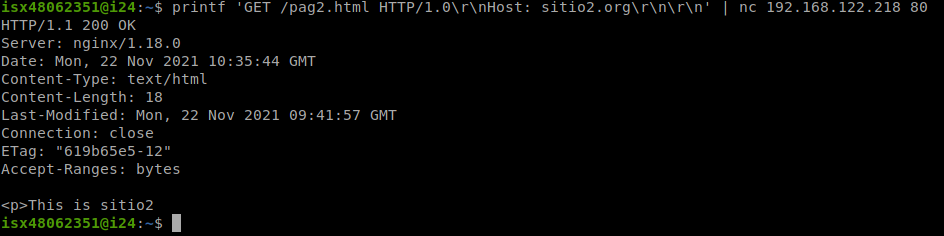 isx48062351@i24:~$ printf 'GET /pag2.html HTTP/1.0\r\nHost: sitio2.org\r\n\r\n' | nc 192.168.122.218 80
HTTP/1.1 200 OK
Server: nginx/1.18.0
Date: Mon, 22 Nov 2021 10:35:44 GMT
Content-Type: text/html
Content-Length: 18
Last-Modified: Mon, 22 Nov 2021 09:41:57 GMT
Connection: close
ETag: "619b65e5-12"
Accept-Ranges: bytes

<p>This is sitio2
isx48062351@i24:~$